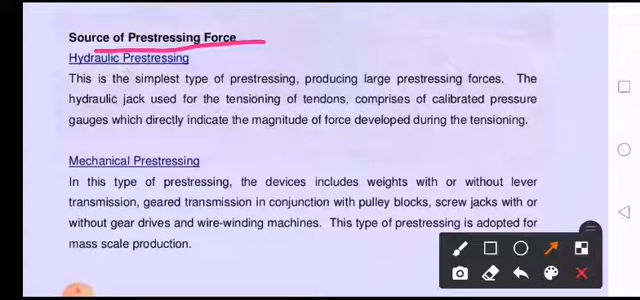 Source of Prestressing Force
Hydraulic Prestressing
This is the simplest type of prestressing, producing large prestressing forces. The
hydraulic jack used for the tensioning of tendons, comprises of calibrated pressure
gauges which directly indicate the magnitude of force developed during the tensioning.
Mechanical Prestressing
In this type of prestressing, the devices includes weights with or without lever
transmission, geared transmission in conjunction with pulley blocks, screw jacks with or
without gear drives and wire-winding machines. This type of prestressing is adopted for
mass scale production.